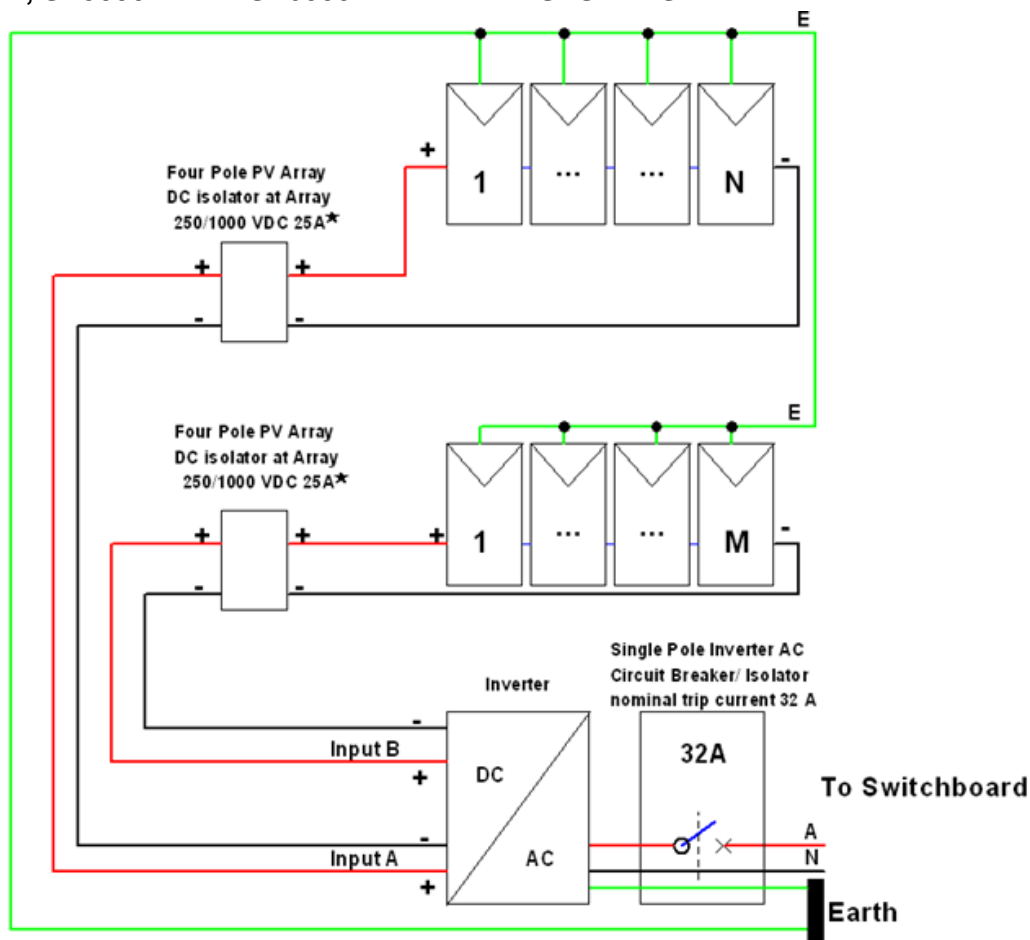 E
+
-
1
...
...
N
Four Pole PV Array
DC isolator at Array
250/1000 VDC 25A★
+
+
-
-
E
Four Pole PV Array
DC isolator at Array
250/1000 VDC 25A★
+
+
+
-
1
...
...
M
-
-
Single Pole Inverter AC
Circuit Breaker/ Isolator
nominal trip current 32 A
Inverter
-
Input B
+
DC
32A
To Switchboard
-
Input A
+
AC
A
N
Earth